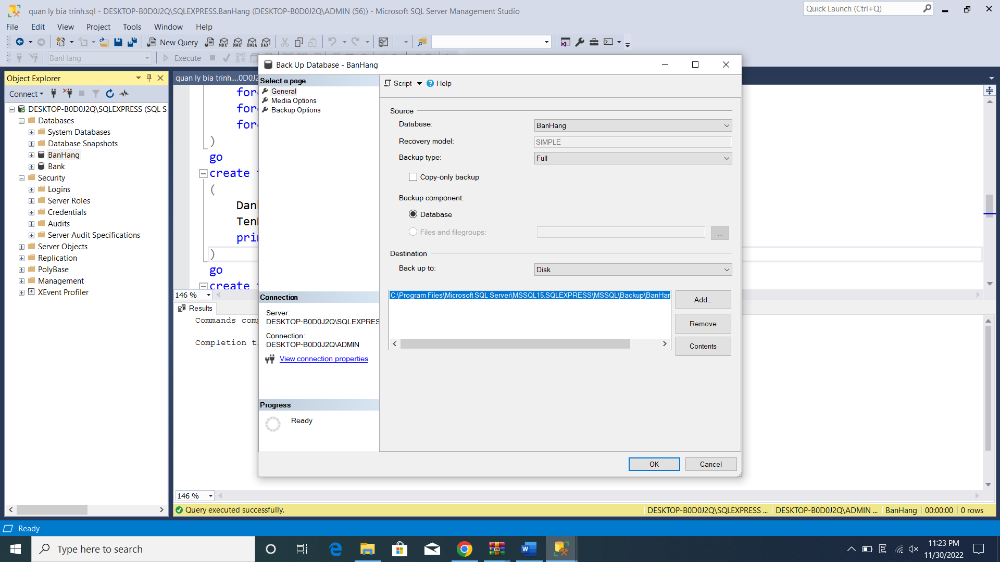 quan ly bia trinh.sql - DESKTOP-B0D0J2Q\SQLEXPRESS.BanHang (DESKTOP-B0D0J2Q\ADMIN (56)) - Microsoft SQL Server Management Studio
Quick Launch (Ctrl+Q)
File Edit View Project Tools Window Help
New Query MDX DMX XMLA DAX
BanHang Execute
Object Explorer
Connect
DESKTOP-B0D0J2Q\SQLEXPRESS (SQL S
Databases
System Databases
Database Snapshots
BanHang
Bank
Security
Logins
Server Roles
Credentials
Audits
Server Audit Specifications
Server Objects
Replication
PolyBase
Management
XEvent Profiler
quan ly bia trinh....0D0J2
for
for
for
)
go
create
(
Dan
Ten
pri
)
go
create
146 %
Results
Commands com
Completion t
146 %
Back Up Database - BanHang
Select a page
General
Media Options
Backup Options
Connection
Server:
DESKTOP-B0D0J2Q\SQLEXPRES
Connection:
DESKTOP-B0D0J2Q\ADMIN
View connection properties
Progress
Ready
Script Help
Source
Database: BanHang
Recovery model: SIMPLE
Backup type: Full
Copy-only backup
Backup component:
Database
Files and filegroups: ...
Destination
Back up to: Disk
C:\Program Files\Microsoft SQL Server\MSSQL15.SQLEXPRESS\MSSQL\Backup\BanHar
Add...
Remove
Contents
OK Cancel
Query executed successfully. DESKTOP-B0D0J2Q\SQLEXPRESS ... DESKTOP-B0D0J2Q\ADMIN ... BanHang 00:00:00 0 rows
Ready
Type here to search
11:23 PM
11/30/2022